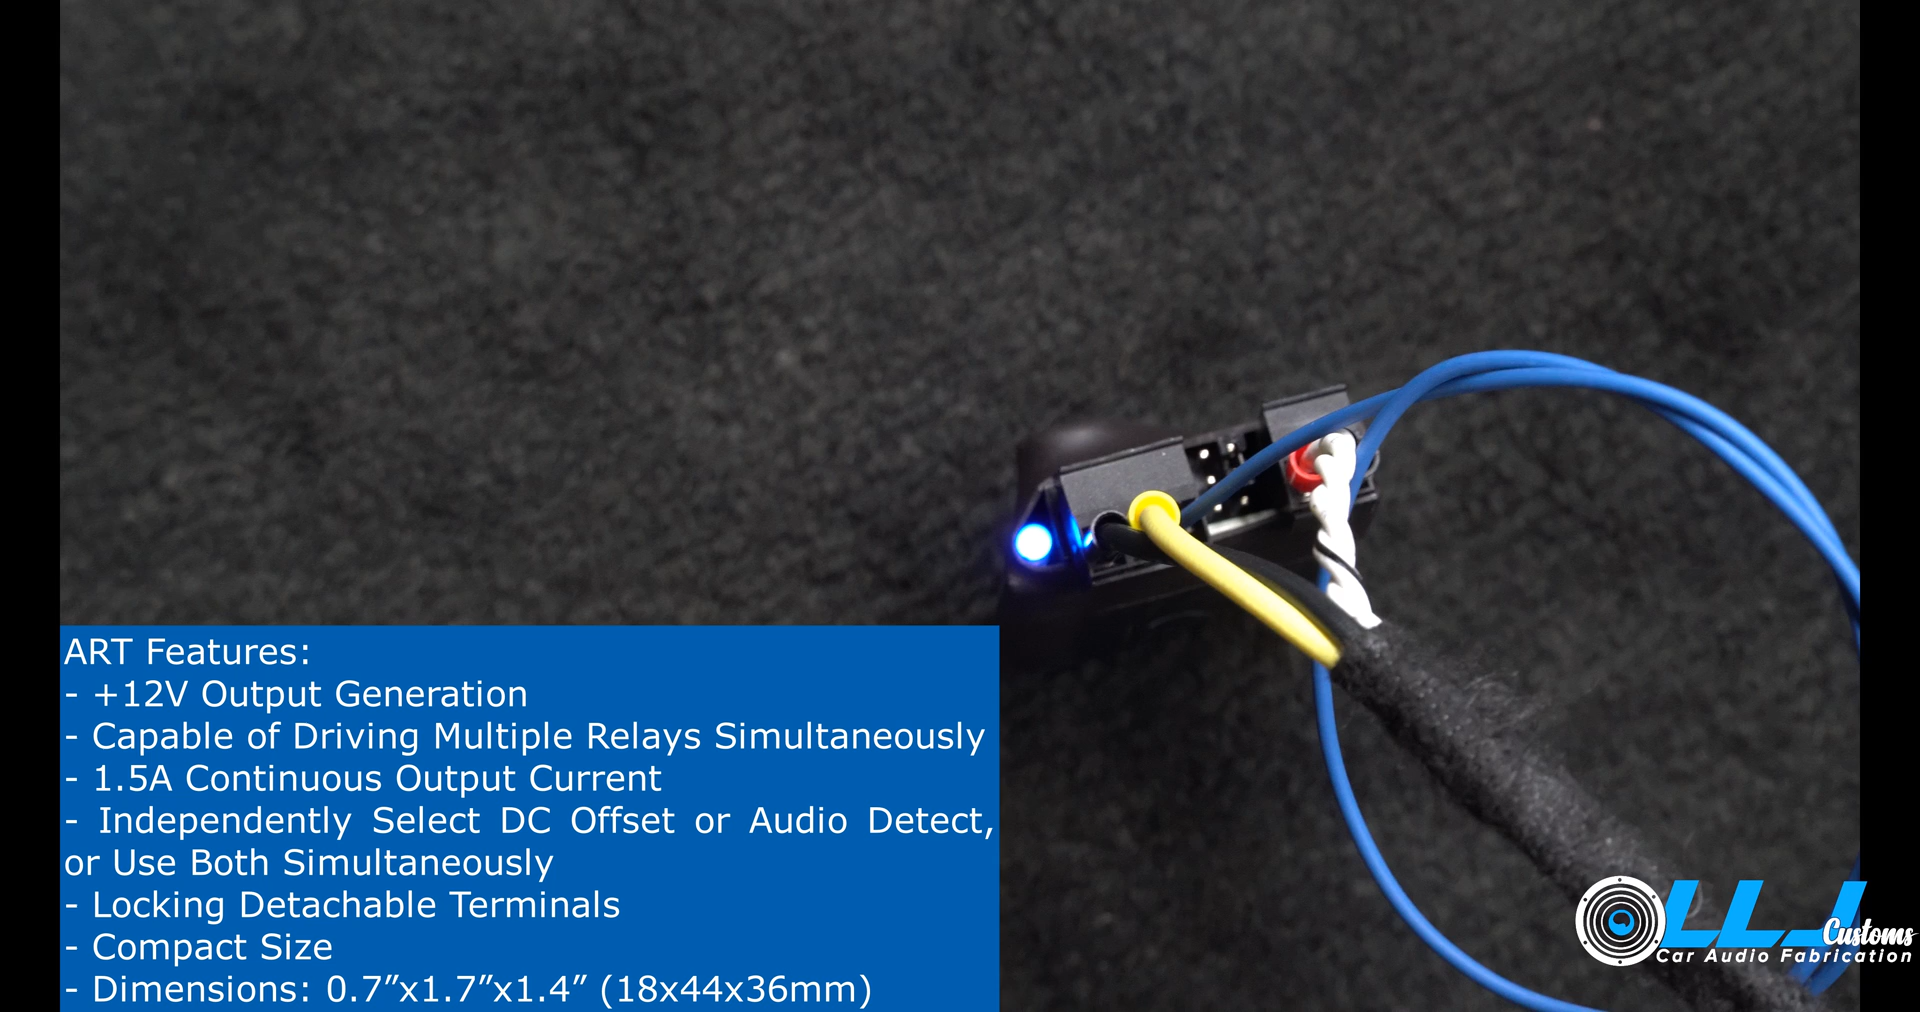 ART Features:
- +12V Output Generation
- Capable of Driving Multiple Relays Simultaneously
- 1.5A Continuous Output Current
- Independently Select DC Offset or Audio Detect,
or Use Both Simultaneously
- Locking Detachable Terminals
- Compact Size
- Dimensions: 0.7”x1.7”x1.4” (18x44x36mm)
LLJ
Customs
Car Audio Fabrication